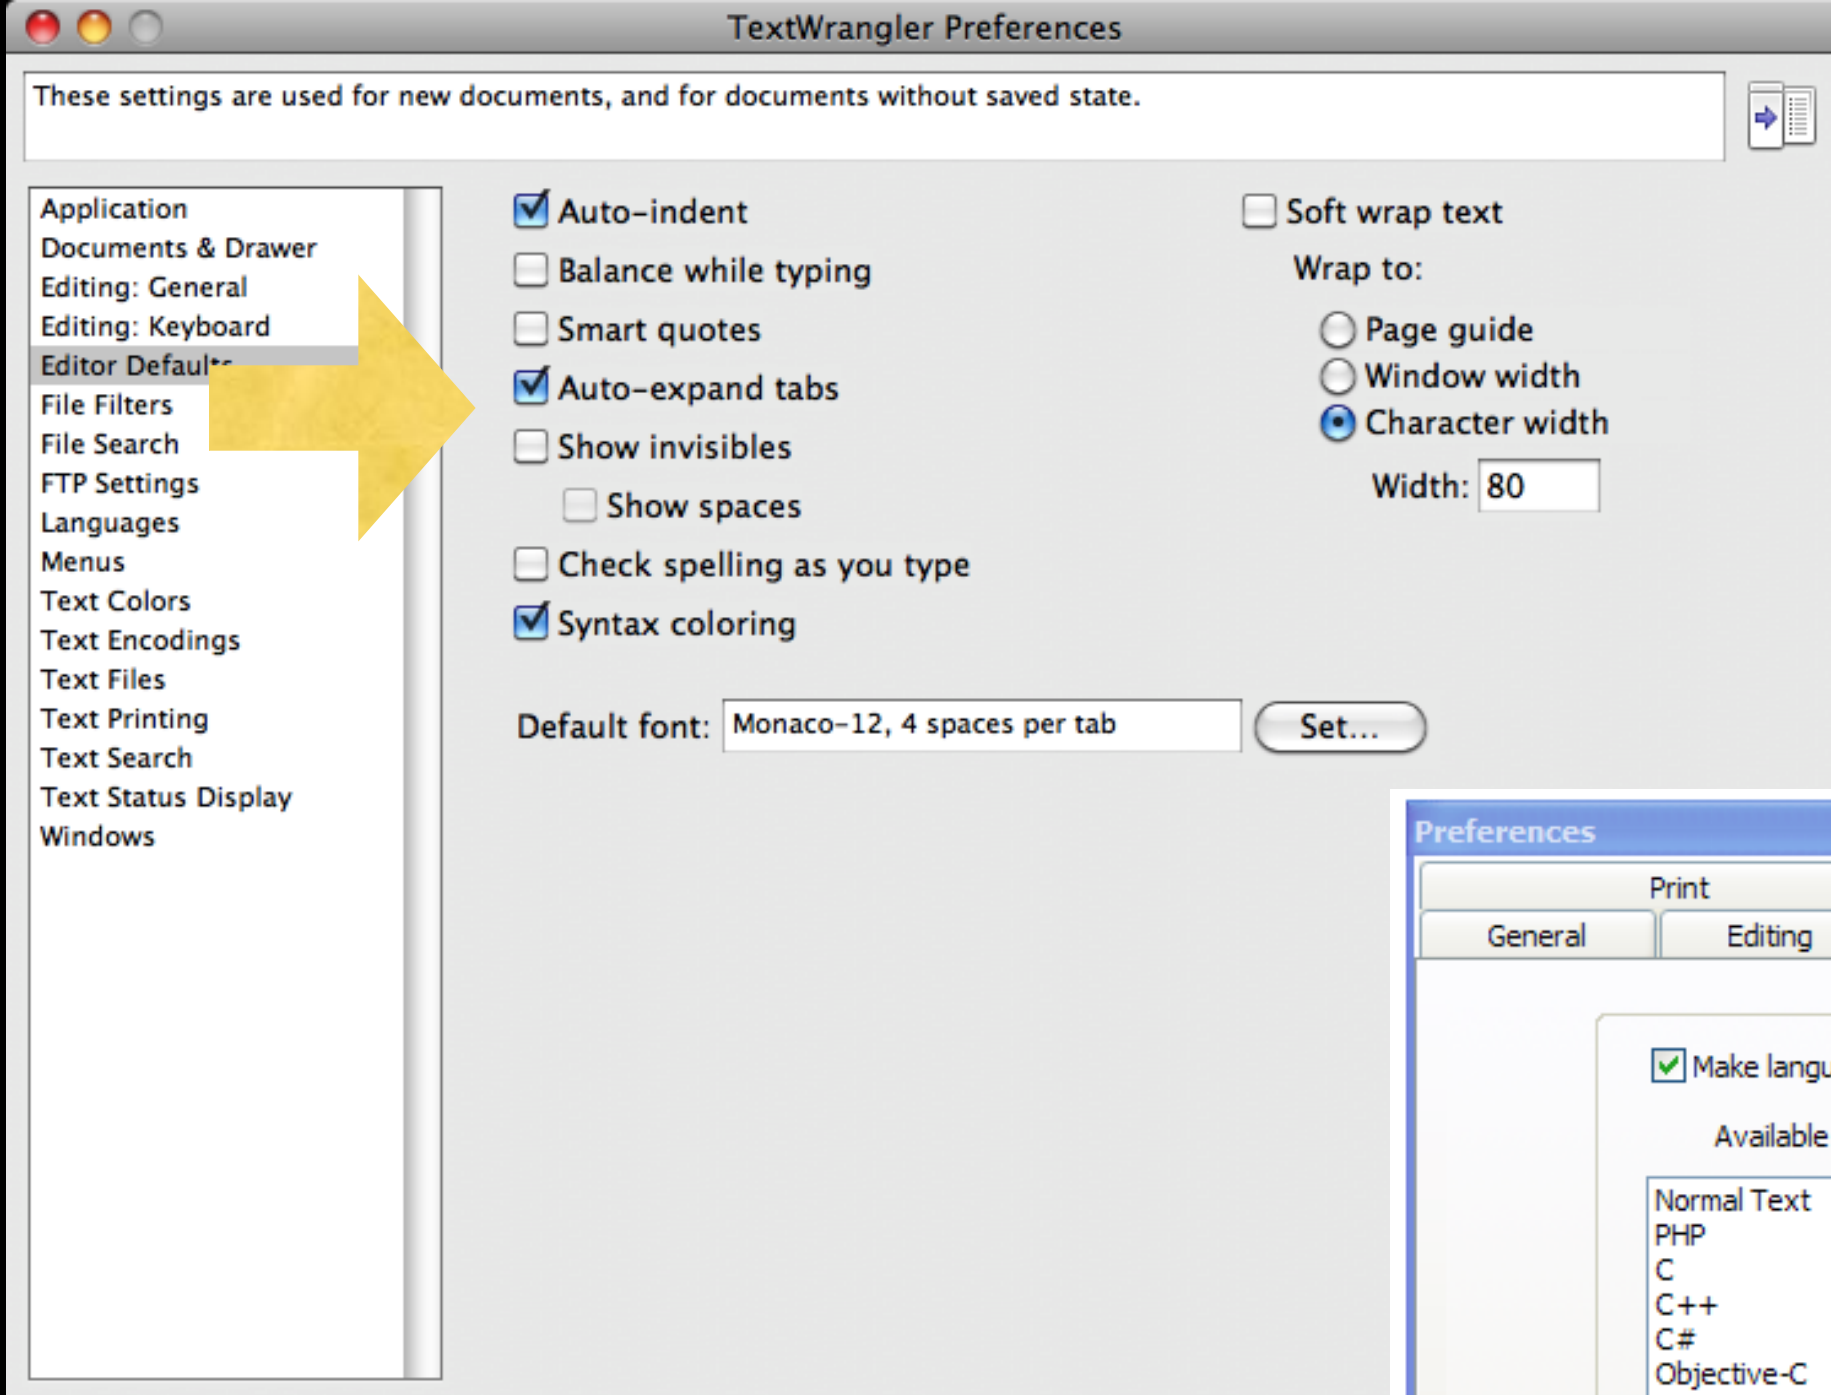 TextWrangler Preferences
These settings are used for new documents, and for documents without saved state.
Application
Documents & Drawer
Editing: General
Editing: Keyboard
Editor Defaults
File Filters
File Search
FTP Settings
Languages
Menus
Text Colors
Text Encodings
Text Files
Text Printing
Text Search
Text Status Display
Windows
Auto-indent
Balance while typing
Smart quotes
Auto-expand tabs
Show invisibles
Show spaces
Check spelling as you type
Syntax coloring
Default font: Monaco-12, 4 spaces per tab Set...
Soft wrap text
Wrap to:
Page guide
Window width
Character width
Width: 80
Preferences
Print
General Editing
Make langu
Available
Normal Text
PHP
C
C++
C#
Objective-C